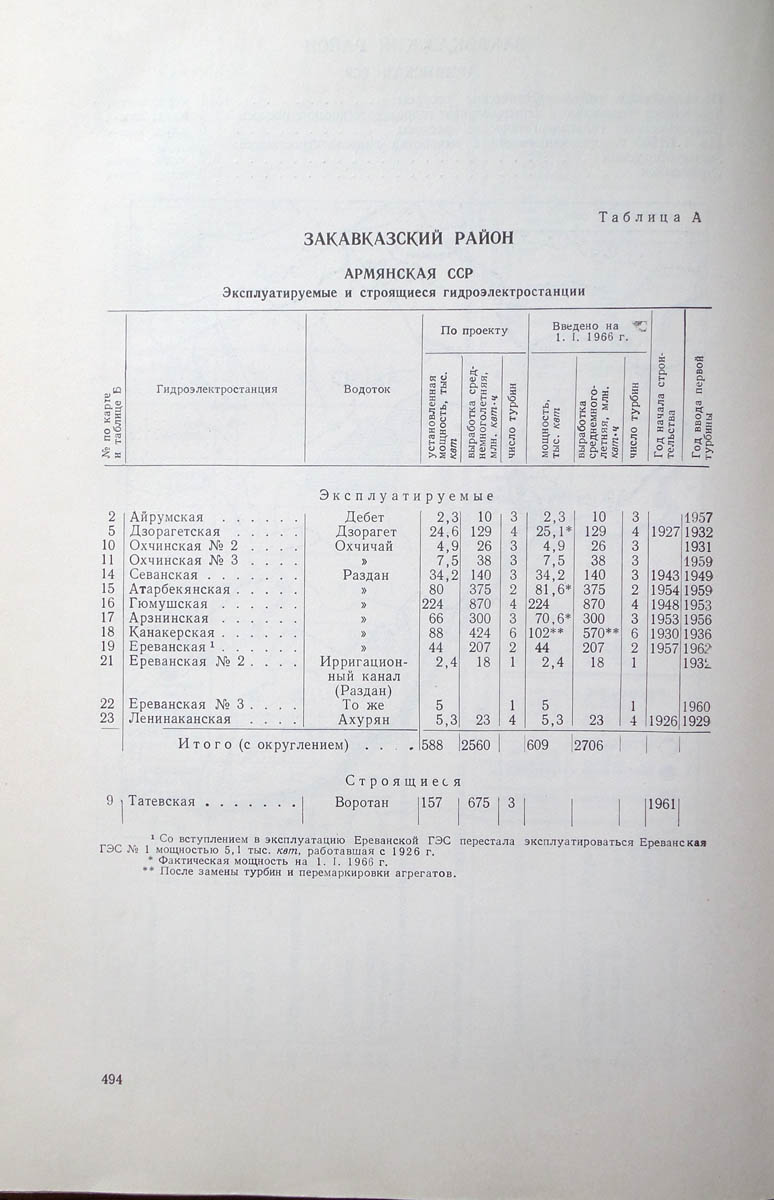 Таблица А
ЗАКАВКАЗСКИЙ РАЙОН
АРМЯНСКАЯ ССР
Эксплуатируемые и строящиеся гидроэлектростанции
№ по карте и таблице Б
Гидроэлектростанция
Водоток
По проекту
Введено на 1. I. 1966 г.
установленная мощность, тыс. квт
выработка среднемноголетняя, млн. квт·ч
число турбин
мощность, тыс. квт
выработка среднемноголетняя, млн. квт·ч
число турбин
Год начала строительства
Год ввода первой турбины
Эксплуатируемые
2 Айрумская . . . . . . Дебет 2,3 10 3 2,3 10 3 1957
5 Дзорагетская . . . . . Дзорагет 24,6 129 4 25,1* 129 4 1927 1932
10 Охчинская № 2 . . . . Охчичай 4,9 26 3 4,9 26 3 1931
11 Охчинская № 3 . . . . » 7,5 38 3 7,5 38 3 1959
14 Севанская . . . . . . . Раздан 34,2 140 3 34,2 140 3 1943 1949
15 Атарбекянская . . . . . » 80 375 2 81,6* 375 2 1954 1959
16 Гюмушская . . . . . . » 224 870 4 224 870 4 1948 1953
17 Арзнинская . . . . . . » 66 300 3 70,6* 300 3 1953 1956
18 Канакерская . . . . . . » 88 424 6 102** 570** 6 1930 1936
19 Ереванская ¹ . . . . . . » 44 207 2 44 207 2 1957 1962
21 Ереванская № 2 . . . . Ирригацион- 2,4 18 1 2,4 18 1
ный канал
(Раздан)
22 Ереванская № 3 . . . . То же 5 1 5 1 1960
23 Ленинаканская . . . . Ахурян 5,3 23 4 5,3 23 4 1926 1929
Итого (с округлением) . . . . 588 2560 609 2706
Строящиеся
9 Татевская . . . . . . . Воротан 157 675 3 1961
¹ Со вступлением в эксплуатацию Ереванской ГЭС перестала эксплуатироваться Ереванская
ГЭС № 1 мощностью 5,1 тыс. квт, работавшая с 1926 г.
* Фактическая мощность на 1. I. 1966 г.
** После замены турбин и перемаркировки агрегатов.
494